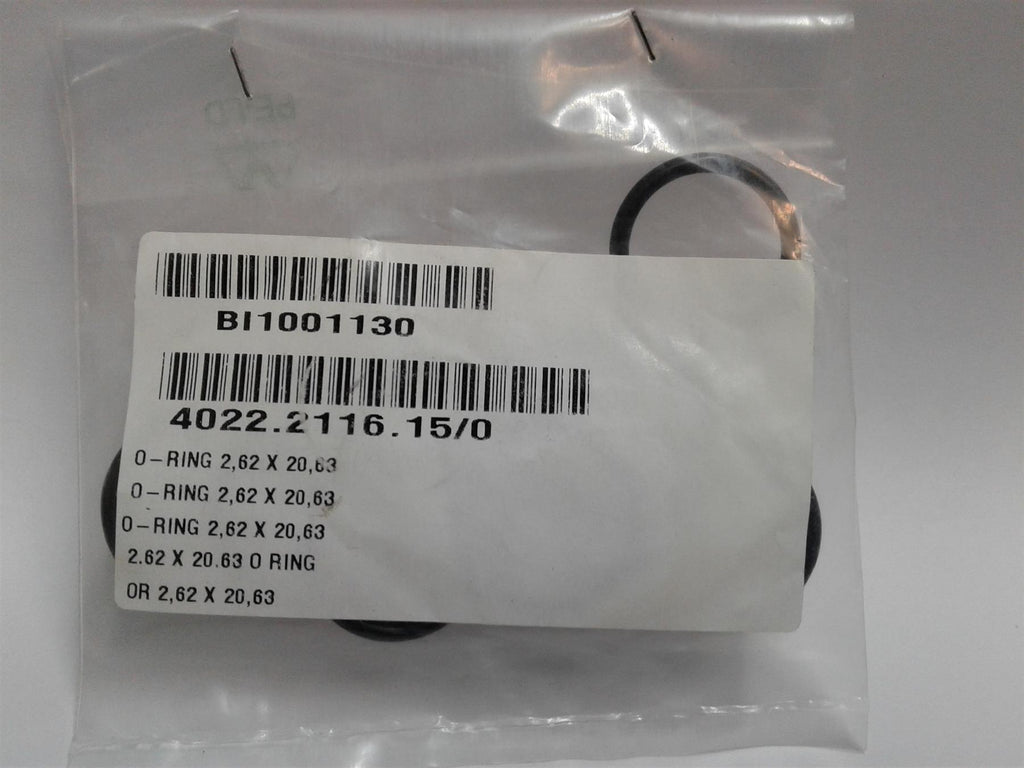 BI1001130
4022.2116.15/0
O-RING 2,62 X 20,63
O-RING 2,62 X 20,63
O-RING 2,62 X 20,63
2.62 X 20.63 O RING
OR 2,62 X 20,63